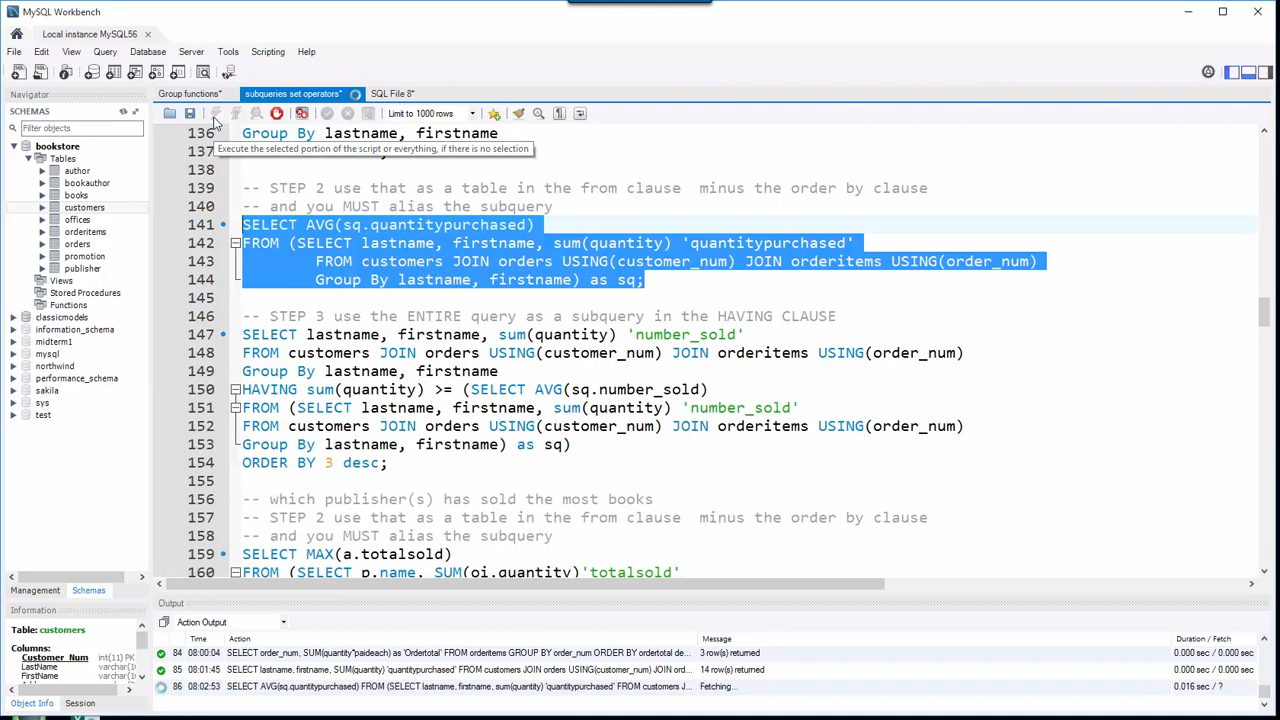 MySQL Workbench
Local instance MySQL56
File Edit View Query Database Server Tools Scripting Help
Navigator
SCHEMAS
Filter objects
bookstore
Tables
author
bookauthor
books
customers
offices
orderitems
orders
promotion
publisher
Views
Stored Procedures
Functions
classicmodels
information_schema
midterm1
mysql
northwind
performance_schema
sakila
sys
test
Management Schemas
Information
Table: customers
Columns:
Customer_Num int(11) PK
LastName varchar(1
FirstName varchar(1
Object Info Session
Group functions* subqueries set operators* SQL File 8*
Limit to 1000 rows
136 Group By lastname, firstname
137
Execute the selected portion of the script or everything, if there is no selection
138
139 -- STEP 2 use that as a table in the from clause  minus the order by clause
140 -- and you MUST alias the subquery
141 SELECT AVG(sq.quantitypurchased)
142 FROM (SELECT lastname, firstname, sum(quantity) 'quantitypurchased'
143 FROM customers JOIN orders USING(customer_num) JOIN orderitems USING(order_num)
144 Group By lastname, firstname) as sq;
145
146 -- STEP 3 use the ENTIRE query as a subquery in the HAVING CLAUSE
147 SELECT lastname, firstname, sum(quantity) 'number_sold'
148 FROM customers JOIN orders USING(customer_num) JOIN orderitems USING(order_num)
149 Group By lastname, firstname
150 HAVING sum(quantity) >= (SELECT AVG(sq.number_sold)
151 FROM (SELECT lastname, firstname, sum(quantity) 'number_sold'
152 FROM customers JOIN orders USING(customer_num) JOIN orderitems USING(order_num)
153 Group By lastname, firstname) as sq)
154 ORDER BY 3 desc;
155
156 -- which publisher(s) has sold the most books
157 -- STEP 2 use that as a table in the from clause  minus the order by clause
158 -- and you MUST alias the subquery
159 SELECT MAX(a.totalsold)
160 FROM (SELECT p.name, SUM(oi.quantity)'totalsold'
Output
Action Output
Time Action Message Duration / Fetch
84 08:00:04 SELECT order_num, SUM(quantity*paideach) as 'Ordertotal' FROM orderitems GROUP BY order_num ORDER BY ordertotal de... 3 row(s) returned 0.000 sec / 0.000 sec
85 08:01:45 SELECT lastname, firstname, SUM(quantity) 'quantitypurchased' FROM customers JOIN orders USING(customer_num) JOIN ord... 14 row(s) returned 0.000 sec / 0.000 sec
86 08:02:53 SELECT AVG(sq.quantitypurchased) FROM (SELECT lastname, firstname, sum(quantity) 'quantitypurchased' FROM customers J... Fetching... 0.016 sec / ?